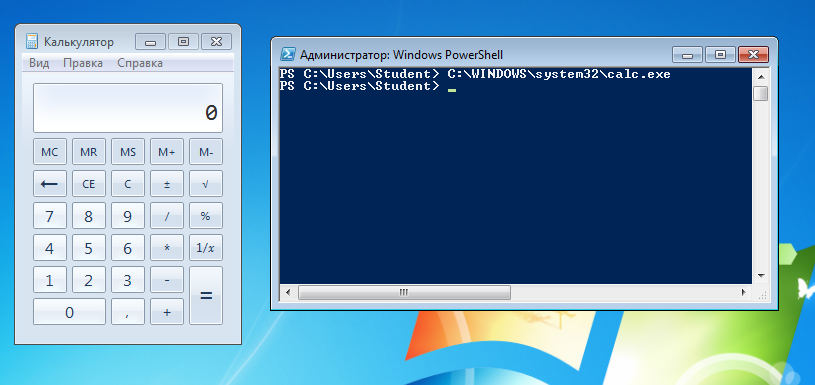 Калькулятор
Вид Правка Справка
0
MC MR MS M+ M-
← CE C ± √
7 8 9 / %
4 5 6 * 1/x
1 2 3 - =
0 , +
Администратор: Windows PowerShell
PS C:\Users\Student> C:\WINDOWS\system32\calc.exe
PS C:\Users\Student> _